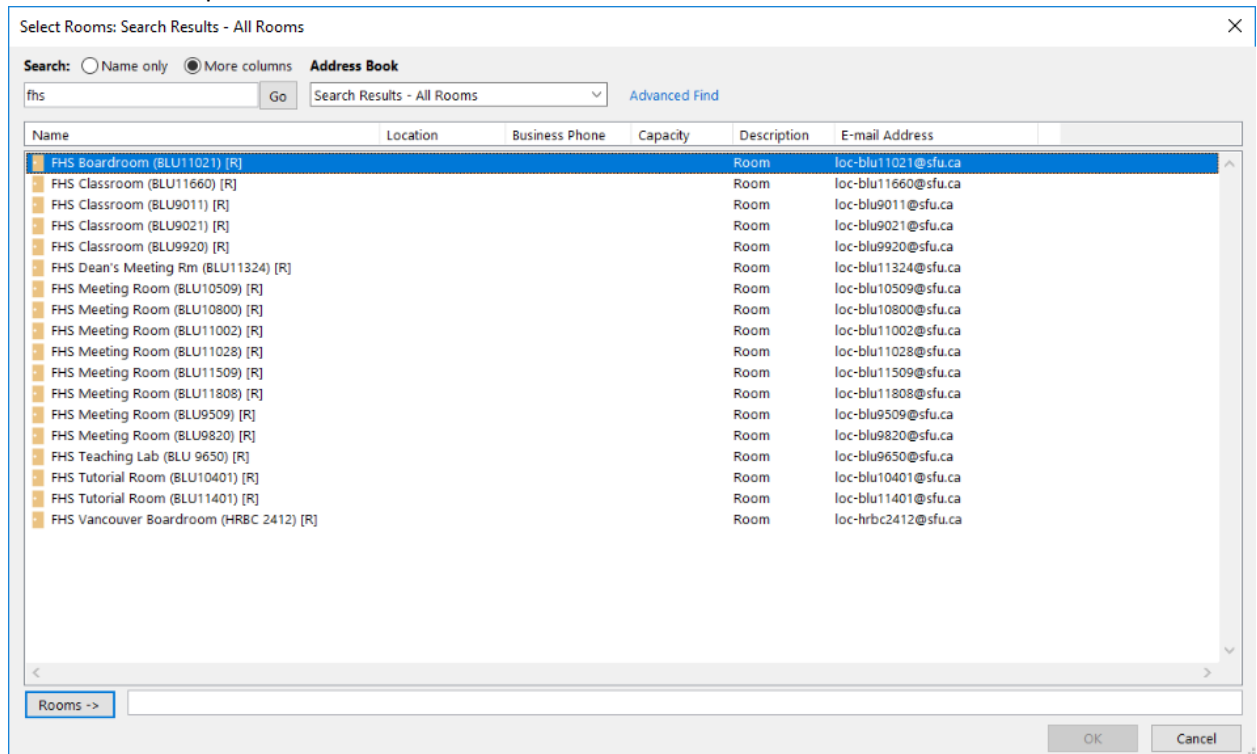 Select Rooms: Search Results - All Rooms
Search: Name only More columns Address Book
fhs Go Search Results - All Rooms Advanced Find
Name Location Business Phone Capacity Description E-mail Address
FHS Boardroom (BLU11021) [R] Room loc-blu11021@sfu.ca
FHS Classroom (BLU11660) [R] Room loc-blu11660@sfu.ca
FHS Classroom (BLU9011) [R] Room loc-blu9011@sfu.ca
FHS Classroom (BLU9021) [R] Room loc-blu9021@sfu.ca
FHS Classroom (BLU9920) [R] Room loc-blu9920@sfu.ca
FHS Dean's Meeting Rm (BLU11324) [R] Room loc-blu11324@sfu.ca
FHS Meeting Room (BLU10509) [R] Room loc-blu10509@sfu.ca
FHS Meeting Room (BLU10800) [R] Room loc-blu10800@sfu.ca
FHS Meeting Room (BLU11002) [R] Room loc-blu11002@sfu.ca
FHS Meeting Room (BLU11028) [R] Room loc-blu11028@sfu.ca
FHS Meeting Room (BLU11509) [R] Room loc-blu11509@sfu.ca
FHS Meeting Room (BLU11808) [R] Room loc-blu11808@sfu.ca
FHS Meeting Room (BLU9509) [R] Room loc-blu9509@sfu.ca
FHS Meeting Room (BLU9820) [R] Room loc-blu9820@sfu.ca
FHS Teaching Lab (BLU 9650) [R] Room loc-blu9650@sfu.ca
FHS Tutorial Room (BLU10401) [R] Room loc-blu10401@sfu.ca
FHS Tutorial Room (BLU11401) [R] Room loc-blu11401@sfu.ca
FHS Vancouver Boardroom (HRBC 2412) [R] Room loc-hrbc2412@sfu.ca
Rooms ->
OK Cancel